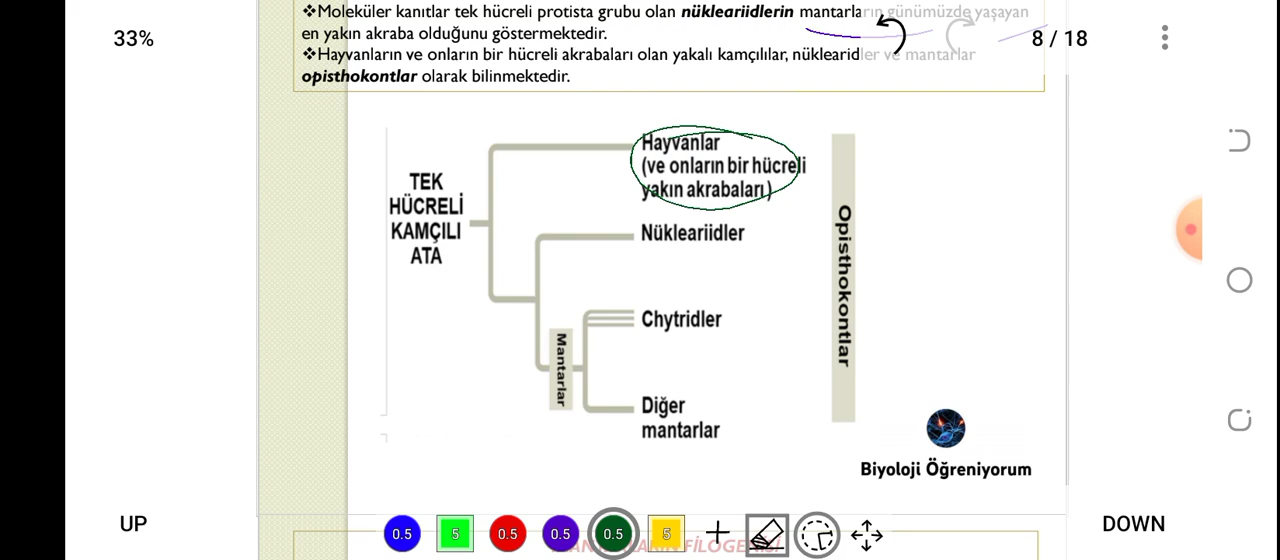 ❖Moleküler kanıtlar tek hücreli protista grubu olan nükleariidlerin mantarların günümüzde yaşayan
33%
en yakın akraba olduğunu göstermektedir.
8 / 18
❖Hayvanların ve onların bir hücreli akrabaları olan yakalı kamçılılar, nükleariidler ve mantarlar
opisthokontlar olarak bilinmektedir.
Hayvanlar
(ve onların bir hücreli
yakın akrabaları)
TEK
HÜCRELİ
KAMÇILI
ATA
Nükleariidler
Chytridler
Mantarlar
Diğer
mantarlar
Opisthokontlar
Biyoloji Öğreniyorum
UP
0.5
5
0.5
0.5
0.5
5
DOWN